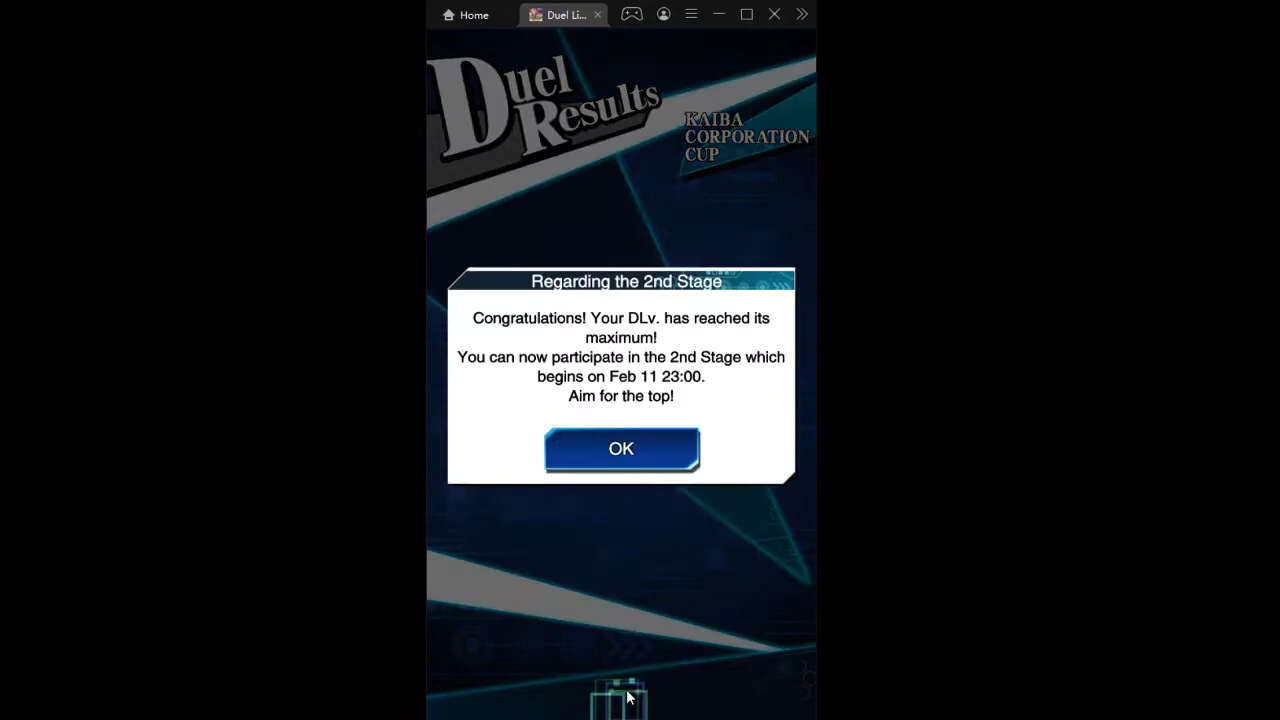 Home
Duel Li...
Duel
Results
KAIBA
CORPORATION
CUP
Regarding the 2nd Stage
Congratulations! Your DLv. has reached its
maximum!
You can now participate in the 2nd Stage which
begins on Feb 11 23:00.
Aim for the top!
OK